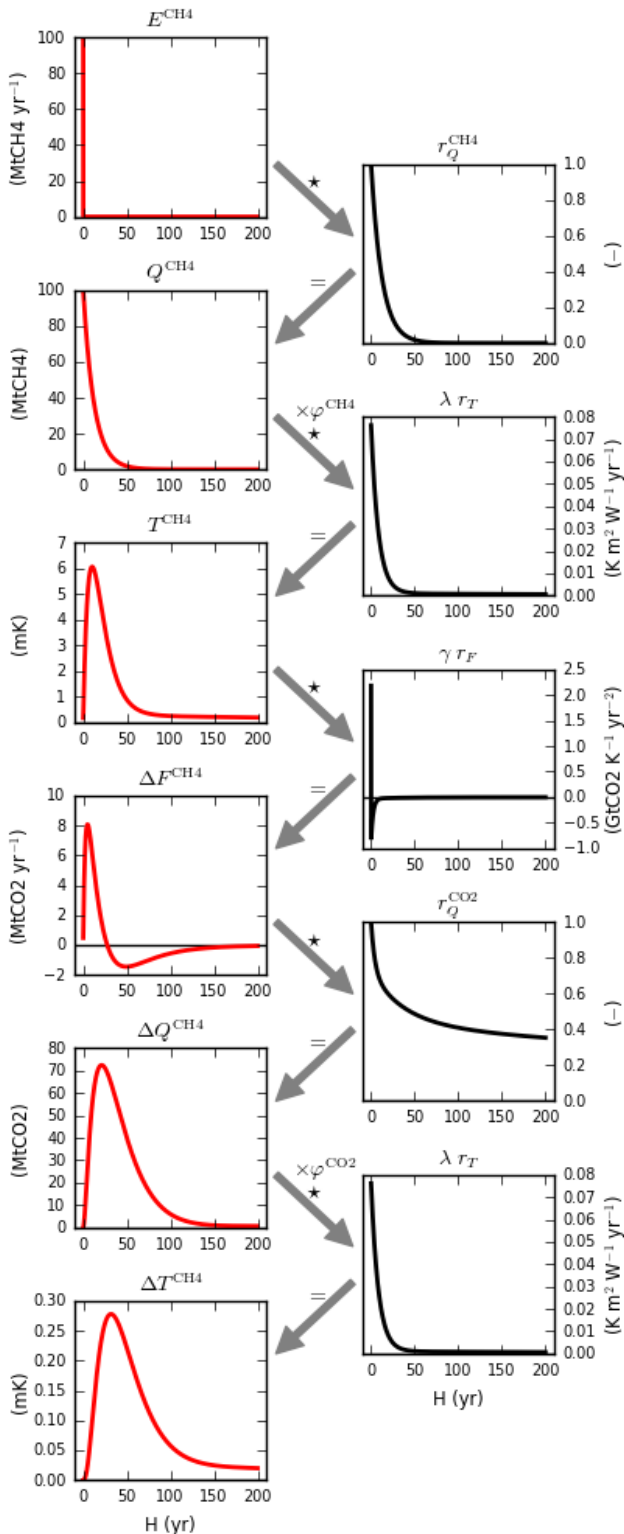 E^CH4
100
80
60
40
20
0
(MtCH4 yr⁻¹)
0 50 100 150 200
★
r_Q^CH4
1.0
0.8
0.6
0.4
0.2
0.0
(−)
0 50 100 150 200
=
Q^CH4
100
80
60
40
20
0
(MtCH4)
0 50 100 150 200
×φ^CH4
★
λ r_T
0.08
0.07
0.06
0.05
0.04
0.03
0.02
0.01
0.00
(K m² W⁻¹ yr⁻¹)
0 50 100 150 200
=
T^CH4
7
6
5
4
3
2
1
0
(mK)
0 50 100 150 200
★
γ r_F
2.5
2.0
1.5
1.0
0.5
0.0
−0.5
−1.0
(GtCO2 K⁻¹ yr⁻²)
0 50 100 150 200
=
ΔF^CH4
10
8
6
4
2
0
−2
(MtCO2 yr⁻¹)
0 50 100 150 200
★
r_Q^CO2
1.0
0.8
0.6
0.4
0.2
0.0
(−)
0 50 100 150 200
=
ΔQ^CH4
80
70
60
50
40
30
20
10
0
(MtCO2)
0 50 100 150 200
×φ^CO2
★
λ r_T
0.08
0.07
0.06
0.05
0.04
0.03
0.02
0.01
0.00
(K m² W⁻¹ yr⁻¹)
0 50 100 150 200
H (yr)
=
ΔT^CH4
0.30
0.25
0.20
0.15
0.10
0.05
0.00
(mK)
0 50 100 150 200
H (yr)